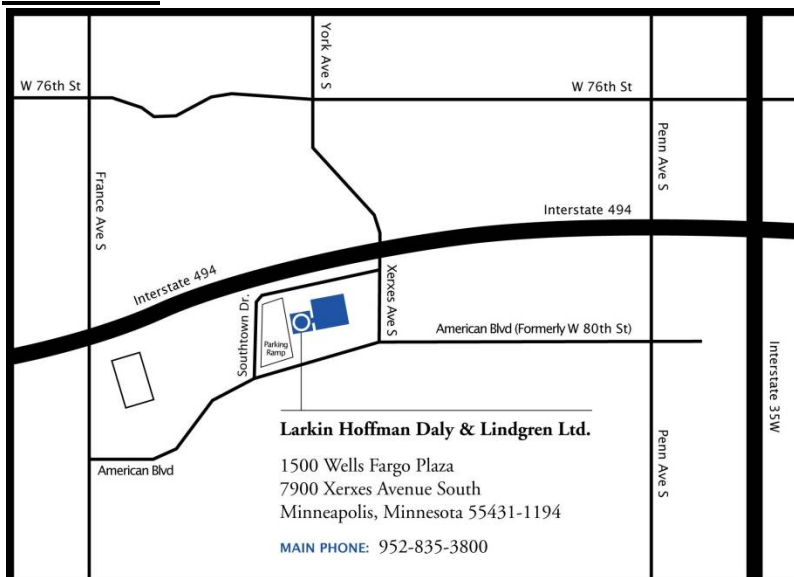 York Ave S
W 76th St
W 76th St
Penn Ave S
France Ave S
Interstate 494
Interstate 494
Xerxes Ave S
Southtown Dr.
American Blvd (Formerly W 80th St)
Parking
Ramp
Interstate 35W
Larkin Hoffman Daly & Lindgren Ltd.
Penn Ave S
American Blvd
1500 Wells Fargo Plaza
7900 Xerxes Avenue South
Minneapolis, Minnesota 55431-1194
MAIN PHONE: 952-835-3800